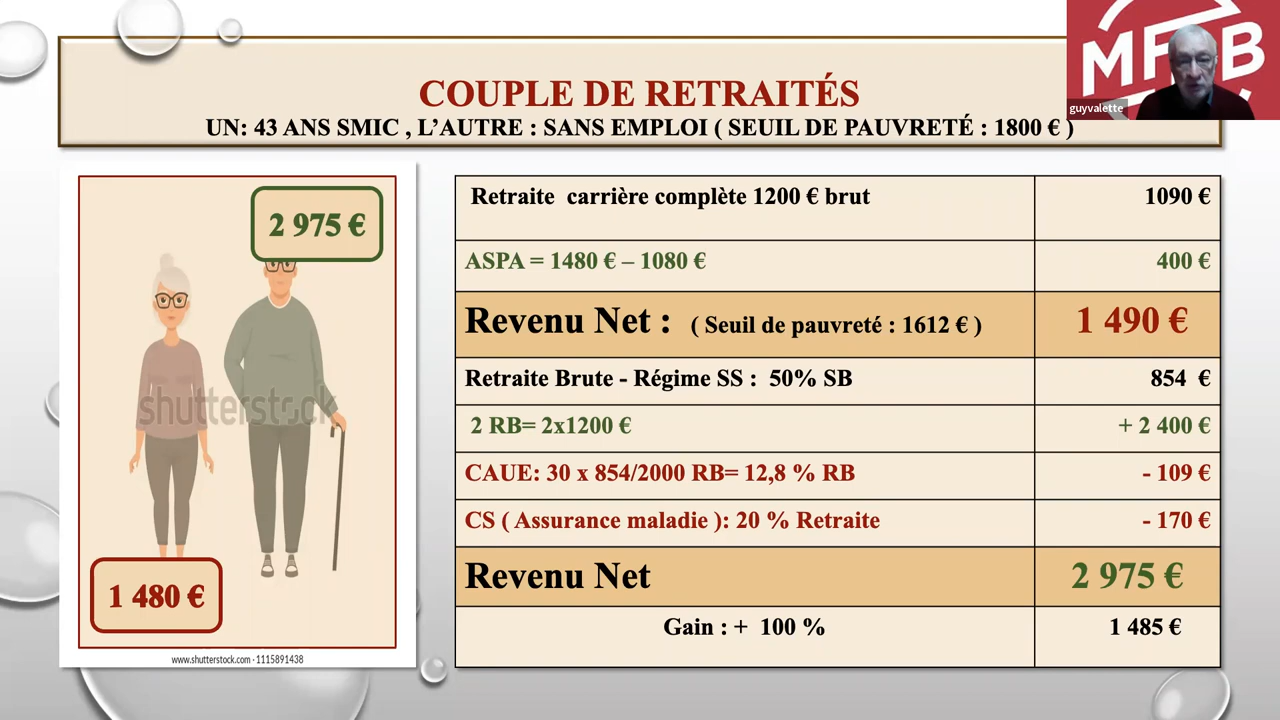 MFRB
guyvalette
COUPLE DE RETRAITÉS
UN: 43 ANS SMIC , L’AUTRE : SANS EMPLOI ( SEUIL DE PAUVRETÉ : 1800 € )
2 975 €
shutterstock
1 480 €
www.shutterstock.com · 1115891438
Retraite carrière complète 1200 € brut 1090 €
ASPA = 1480 € – 1080 € 400 €
Revenu Net : ( Seuil de pauvreté : 1612 € ) 1 490 €
Retraite Brute - Régime SS : 50% SB 854 €
2 RB= 2x1200 € + 2 400 €
CAUE: 30 x 854/2000 RB= 12,8 % RB - 109 €
CS ( Assurance maladie ): 20 % Retraite - 170 €
Revenu Net 2 975 €
Gain : + 100 % 1 485 €